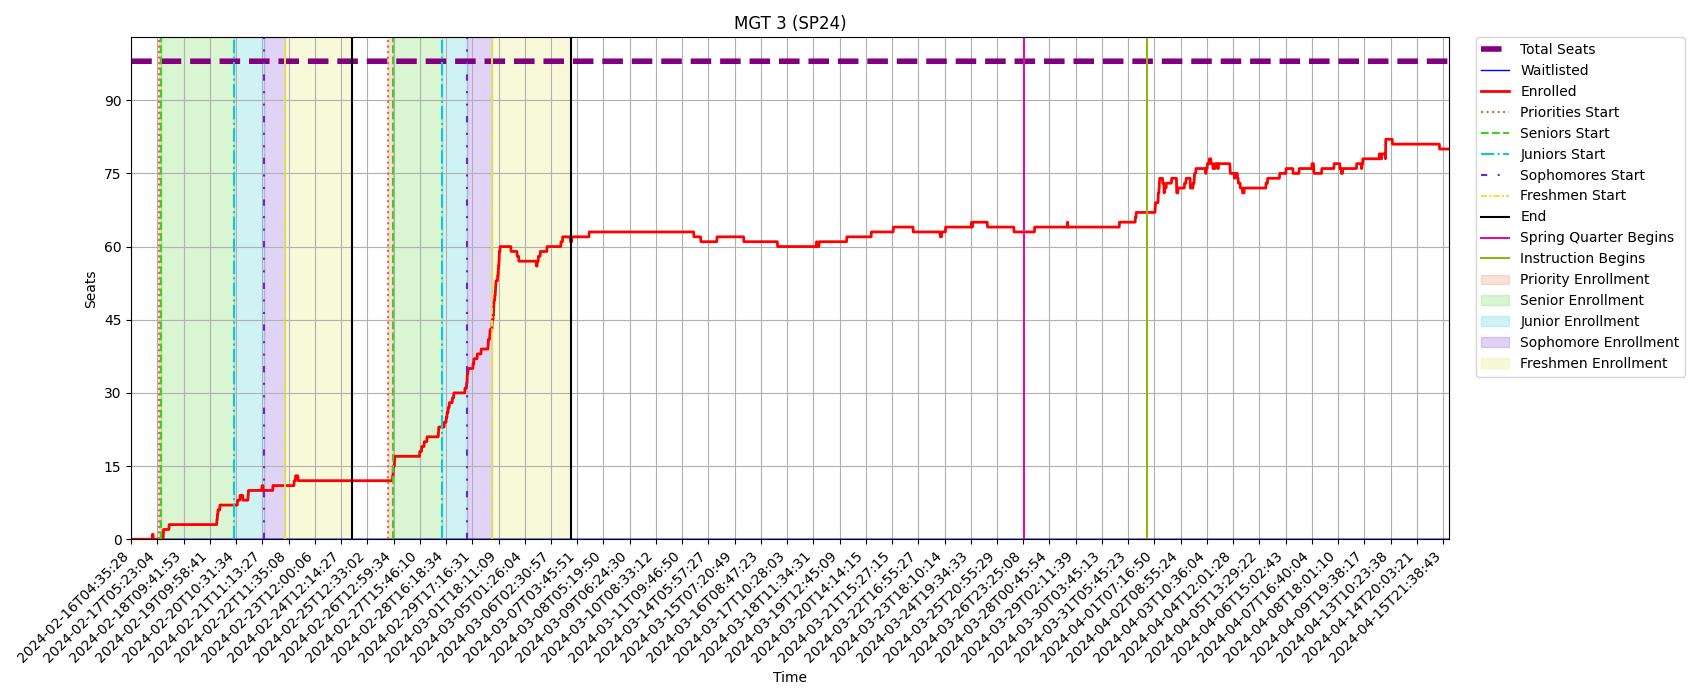 MGT 3 (SP24)
Total Seats
Waitlisted
Enrolled
Priorities Start
Seniors Start
Juniors Start
Sophomores Start
Freshmen Start
End
Spring Quarter Begins
Instruction Begins
Priority Enrollment
Senior Enrollment
Junior Enrollment
Sophomore Enrollment
Freshmen Enrollment
Seats
90
75
60
45
30
15
0
2024-02-16T04:35:28
2024-02-17T05:23:04
2024-02-18T09:41:53
2024-02-19T09:58:41
2024-02-20T10:31:34
2024-02-21T11:13:27
2024-02-22T11:35:08
2024-02-23T12:00:06
2024-02-24T12:14:27
2024-02-25T12:33:02
2024-02-26T12:59:34
2024-02-27T15:46:10
2024-02-28T16:18:34
2024-02-29T17:16:31
2024-03-01T18:11:09
2024-03-05T01:26:04
2024-03-06T02:30:57
2024-03-07T03:45:51
2024-03-08T05:19:50
2024-03-09T06:24:30
2024-03-10T08:33:12
2024-03-11T09:46:50
2024-03-14T05:57:27
2024-03-15T07:20:49
2024-03-16T08:47:23
2024-03-17T10:28:03
2024-03-18T11:34:31
2024-03-19T12:45:09
2024-03-20T14:14:15
2024-03-21T15:27:15
2024-03-22T16:55:27
2024-03-23T18:10:14
2024-03-24T19:34:33
2024-03-25T20:55:29
2024-03-26T23:25:08
2024-03-28T00:45:54
2024-03-29T02:11:39
2024-03-30T03:45:13
2024-03-31T05:45:23
2024-04-01T07:16:50
2024-04-02T08:55:24
2024-04-03T10:36:04
2024-04-04T12:01:28
2024-04-05T13:29:22
2024-04-06T15:02:43
2024-04-07T16:40:04
2024-04-08T18:01:10
2024-04-09T19:38:17
2024-04-13T10:23:38
2024-04-14T20:03:21
2024-04-15T21:38:43
Time